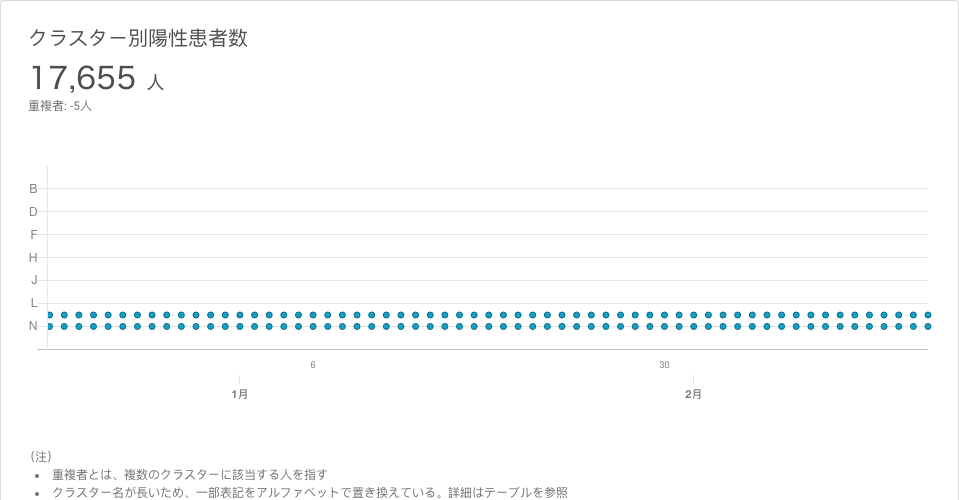 クラスター別陽性患者数
17,655 人
重複者: -5人
B
D
F
H
J
L
N
6
30
1月
2月
(注)
• 重複者とは、複数のクラスターに該当する人を指す
• クラスター名が長いため、一部表記をアルファベットで置き換えている。詳細はテーブルを参照